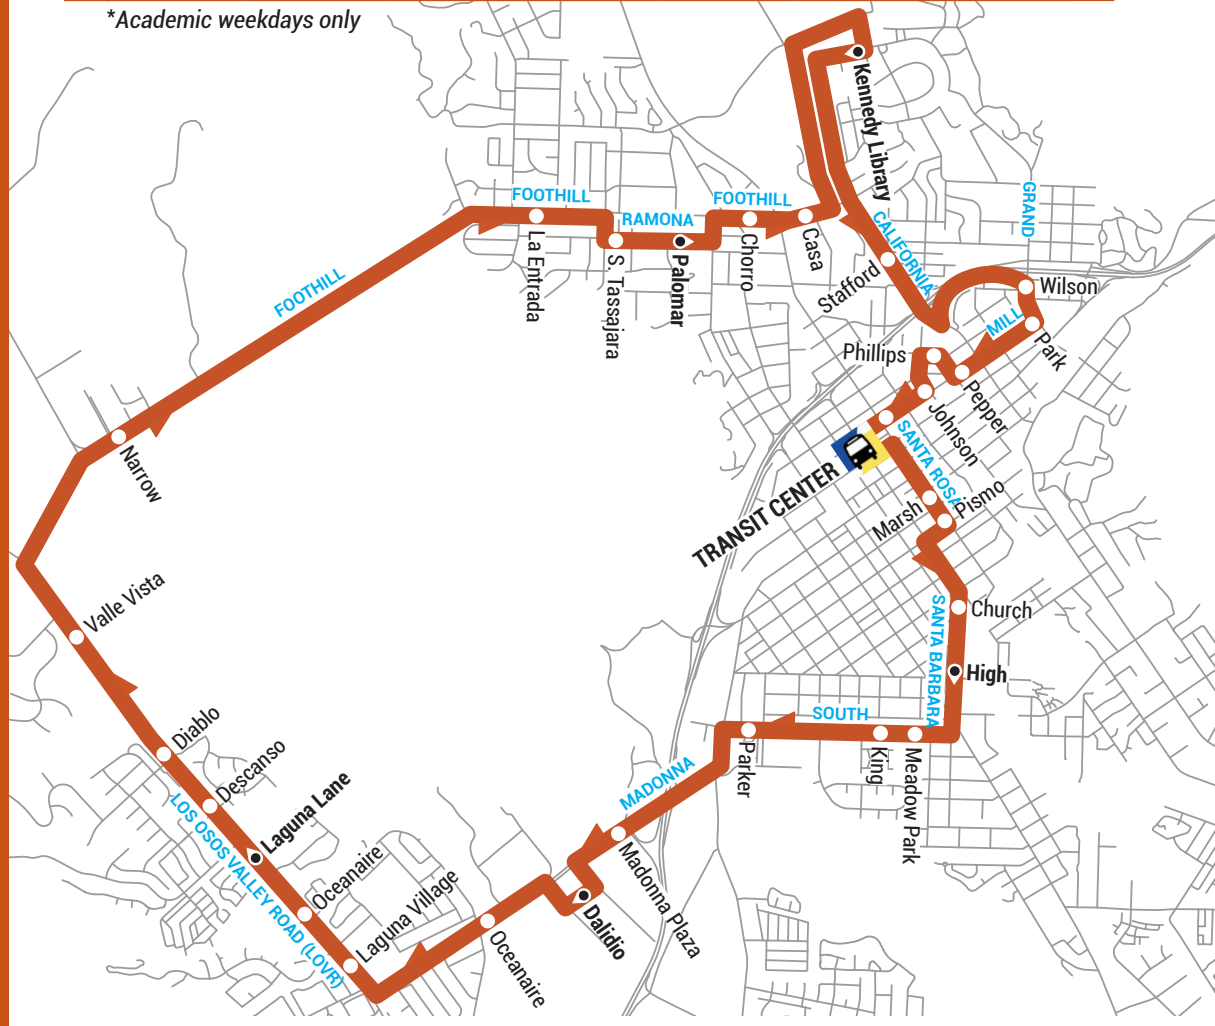 *Academic weekdays only
Kennedy Library
GRAND
FOOTHILL
RAMONA
FOOTHILL
CALIFORNIA
La Entrada
S. Tassajara
Palomar
Chorro
Casa
Stafford
FOOTHILL
Wilson
MILL
Park
Phillips
Pepper
Johnson
SANTA ROSA
TRANSIT CENTER
Marsh
Pismo
Narrow
Valle Vista
Church
SANTA BARBARA
High
SOUTH
Parker
King
Meadow Park
MADONNA
Madonna Plaza
Dalidio
Diablo
Descanso
Laguna Lane
LOS OSOS VALLEY ROAD (LOVR)
Oceanaire
Laguna Village
Oceanaire